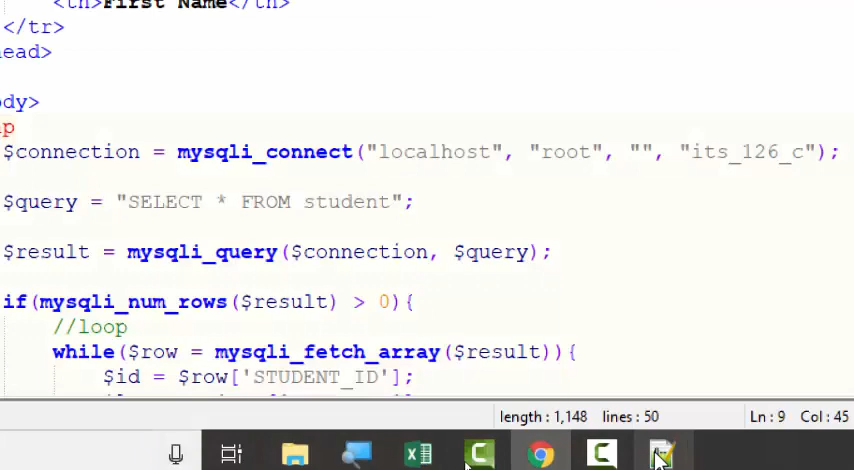 <th>First Name</th>
</tr>
ead>
ody>
p
$connection = mysqli_connect("localhost", "root", "", "its_126_c");
$query = "SELECT * FROM student";
$result = mysqli_query($connection, $query);
if(mysqli_num_rows($result) > 0){
//loop
while($row = mysqli_fetch_array($result)){
$id = $row['STUDENT_ID'];
length : 1,148 lines : 50 Ln : 9 Col : 45